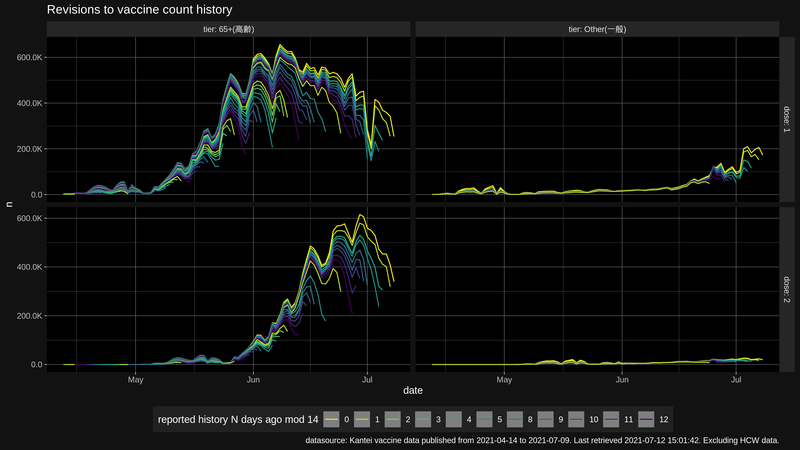 Revisions to vaccine count history
tier: 65+(高齢)
tier: Other(一般)
600.0K
400.0K
200.0K
0.0
dose: 1
n
600.0K
400.0K
200.0K
0.0
dose: 2
May
Jun
Jul
May
Jun
Jul
date
reported history N days ago mod 14
0
1
2
3
4
5
8
9
10
11
12
datasource: Kantei vaccine data published from 2021-04-14 to 2021-07-09. Last retrieved 2021-07-12 15:01:42. Excluding HCW data.